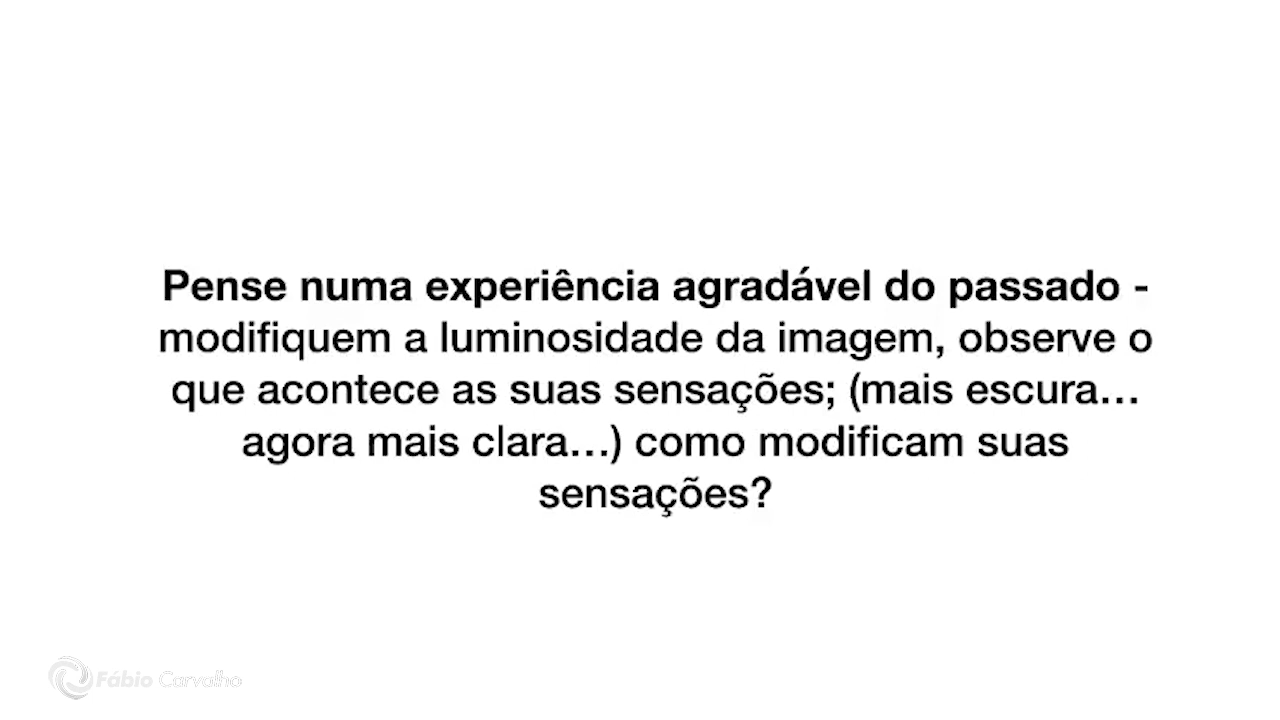 Pense numa experiência agradável do passado -
modifiquem a luminosidade da imagem, observe o
que acontece as suas sensações; (mais escura…
agora mais clara…) como modificam suas
sensações?
Fábio Carvalho